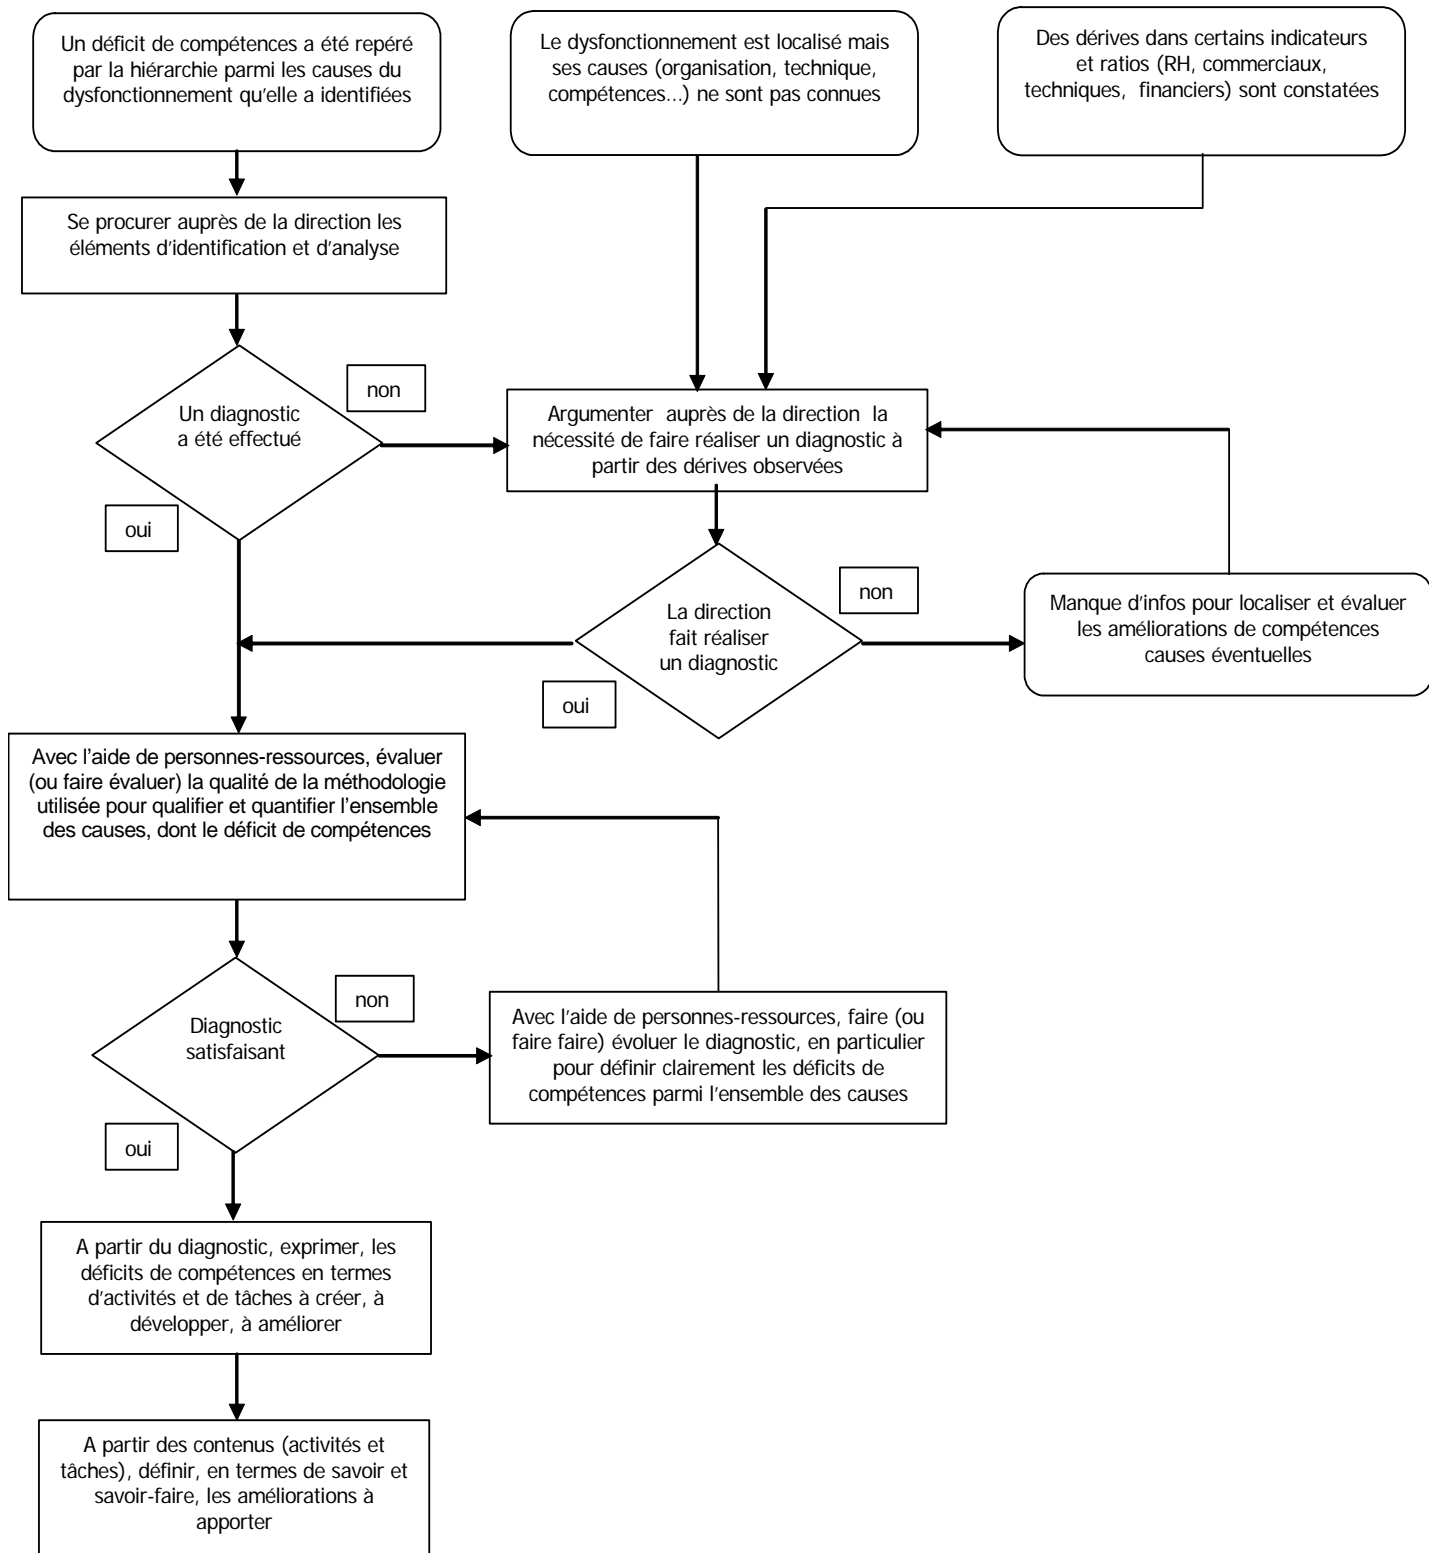 Un déficit de compétences a été repéré
par la hiérarchie parmi les causes du
dysfonctionnement qu'elle a identifiées
Le dysfonctionnement est localisé mais
ses causes (organisation, technique,
compétences...) ne sont pas connues
Des dérives dans certains indicateurs
et ratios (RH, commerciaux,
techniques, financiers) sont constatées
Se procurer auprès de la direction les
éléments d'identification et d'analyse
Un diagnostic
a été effectué
non
oui
Argumenter auprès de la direction la
nécessité de faire réaliser un diagnostic à
partir des dérives observées
La direction
fait réaliser
un diagnostic
non
oui
Manque d'infos pour localiser et évaluer
les améliorations de compétences
causes éventuelles
Avec l'aide de personnes-ressources, évaluer
(ou faire évaluer) la qualité de la méthodologie
utilisée pour qualifier et quantifier l'ensemble
des causes, dont le déficit de compétences
Diagnostic
satisfaisant
non
oui
Avec l'aide de personnes-ressources, faire (ou
faire faire) évoluer le diagnostic, en particulier
pour définir clairement les déficits de
compétences parmi l'ensemble des causes
A partir du diagnostic, exprimer, les
déficits de compétences en termes
d'activités et de tâches à créer, à
développer, à améliorer
A partir des contenus (activités et
tâches), définir, en termes de savoir et
savoir-faire, les améliorations à
apporter